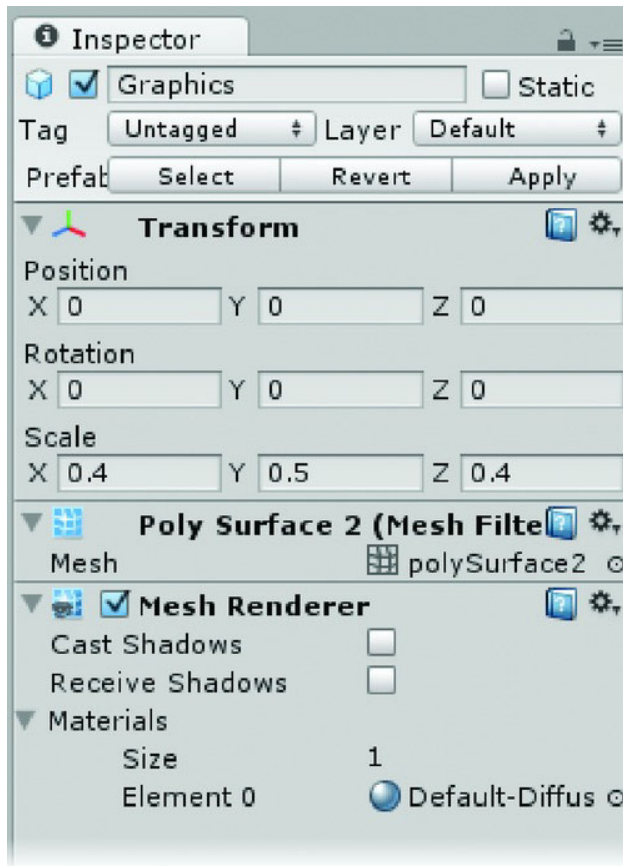 Inspector
Graphics Static
Tag Untagged Layer Default
Prefab Select Revert Apply
Transform
Position
X 0 Y 0 Z 0
Rotation
X 0 Y 0 Z 0
Scale
X 0.4 Y 0.5 Z 0.4
Poly Surface 2 (Mesh Filte
Mesh polySurface2
Mesh Renderer
Cast Shadows
Receive Shadows
Materials
Size 1
Element 0 Default-Diffus